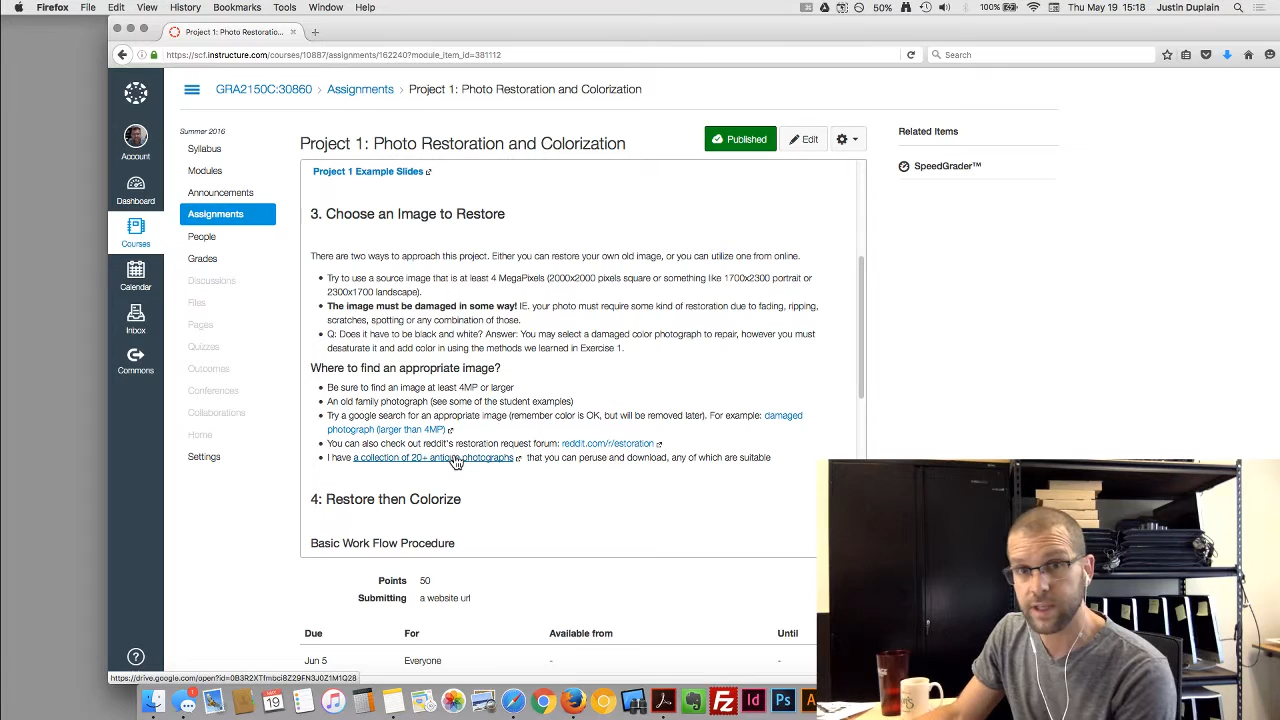 Firefox File Edit View History Bookmarks Tools Window Help 50% 100% Thu May 19 15:18 Justin Duplain
Project 1: Photo Restoratio...
https://scf.instructure.com/courses/10887/assignments/162240?module_item_id=381112
Search
GRA2150C:30860 › Assignments › Project 1: Photo Restoration and Colorization
Summer 2016
Account
Dashboard
Courses
Calendar
Inbox
Commons
Syllabus
Modules
Announcements
Assignments
People
Grades
Discussions
Files
Pages
Quizzes
Outcomes
Conferences
Collaborations
Home
Settings
Project 1: Photo Restoration and Colorization
Published
Edit
Related Items
SpeedGrader™
Project 1 Example Slides
3. Choose an Image to Restore
There are two ways to approach this project. Either you can restore your own old image, or you can utilize one from online.
Try to use a source image that is at least 4 MegaPixels (2000x2000 pixels square or something like 1700x2300 portrait or
2300x1700 landscape).
The image must be damaged in some way! IE. your photo must require some kind of restoration due to fading, ripping,
scratches, spotting or any combination of those.
Q: Does it have to be black and white? Answer: You may select a damaged color photograph to repair, however you must
desaturate it and add color in using the methods we learned in Exercise 1.
Where to find an appropriate image?
Be sure to find an image at least 4MP or larger
An old family photograph (see some of the student examples)
Try a google search for an appropriate image (remember color is OK, but will be removed later). For example: damaged
photograph (larger than 4MP)
You can also check out reddit's restoration request forum: reddit.com/r/estoration
I have a collection of 20+ antique photographs that you can peruse and download, any of which are suitable
4: Restore then Colorize
Basic Work Flow Procedure
Points 50
Submitting a website url
Due For Available from Until
Jun 5 Everyone - -
?
https://drive.google.com/open?id=0B3R2XTfmbci8Z29FN3J0Z1M1Q28
MAY
19
Fz
Id
Ps